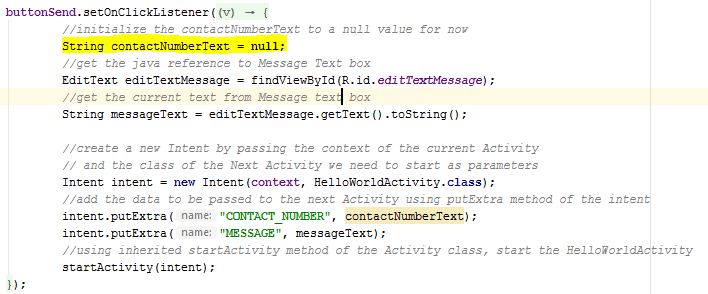 buttonSend.setOnClickListener((v) → {
//initialize the contactNumberText to a null value for now
String contactNumberText = null;
//get the java reference to Message Text box
EditText editTextMessage = findViewById(R.id.editTextMessage);
//get the current text from Message text box
String messageText = editTextMessage.getText().toString();
//create a new Intent by passing the context of the current Activity
// and the class of the Next Activity we need to start as parameters
Intent intent = new Intent(context, HelloWorldActivity.class);
//add the data to be passed to the next Activity using putExtra method of the intent
intent.putExtra( name: "CONTACT_NUMBER", contactNumberText);
intent.putExtra( name: "MESSAGE", messageText);
//using inherited startActivity method of the Activity class, start the HelloWorldActivity
startActivity(intent);
});